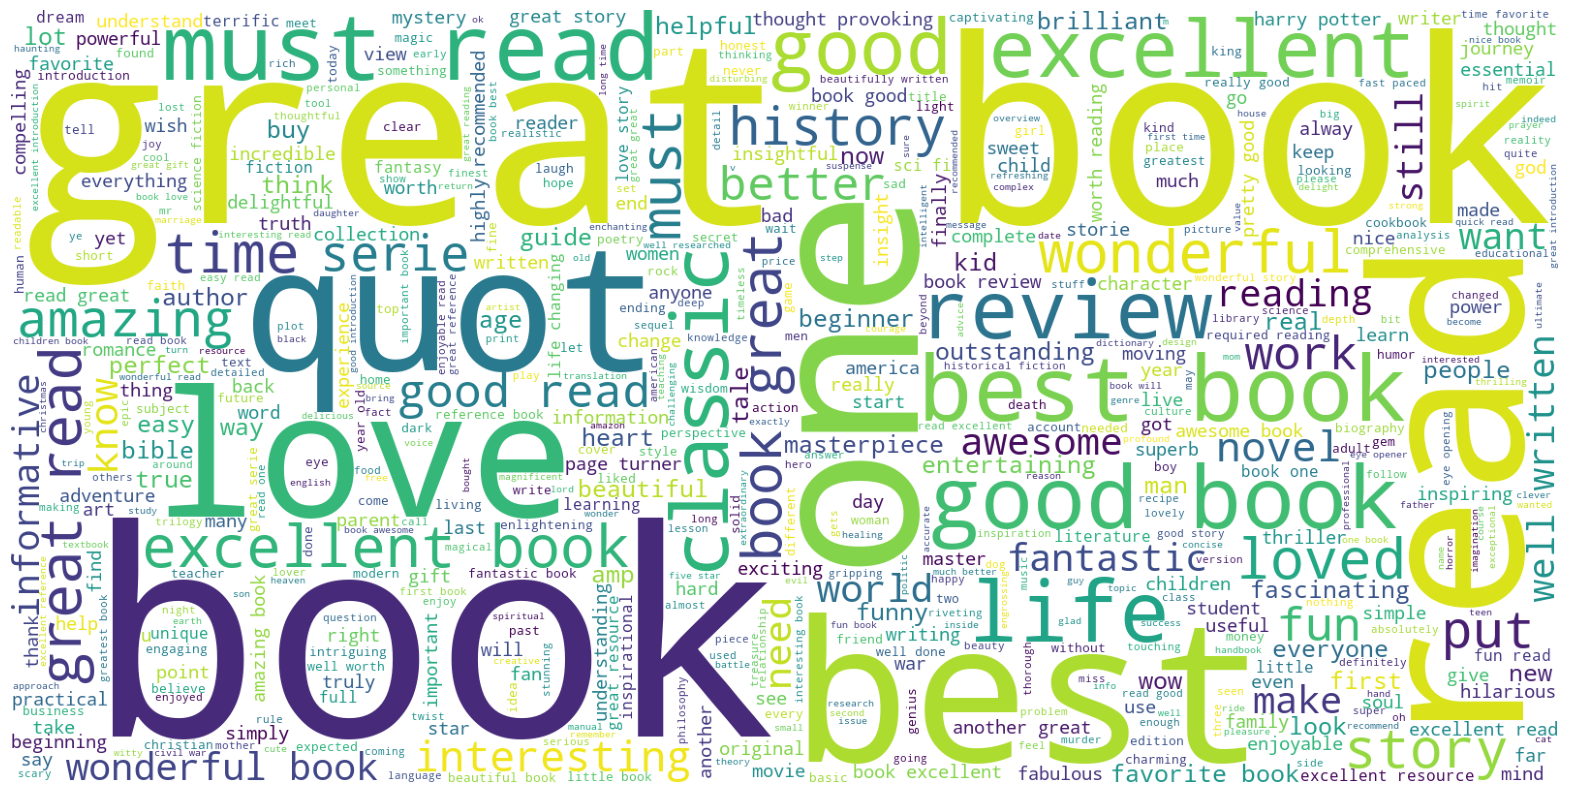 great book
book
quot
love
one
read
best
must read
good
excellent
history
better
must
time serie
wonderful
review
reading
classic
book great
best book
work
good read
amazing
great read
excellent book
good book
awesome
novel
life
loved
fantastic
fun
put
story
make
interesting
wonderful book
informative
know
well written
want
still
need
world
beautiful
masterpiece
outstanding
entertaining
heart
guide
author
perfect
bible
true
easy
way
think
buy
incredible
delightful
everything
favorite
lot
powerful
understand
terrific
mystery
magic
view
something
great story
helpful
thought provoking
captivating
brilliant
harry potter
writer
time favorite
nice book
dream
meet
ok
haunting
found
rich
today
early
part
honest
thinking
never
disturbing
king
really good
fast paced
thought
journey
essential
memoir
hit
spirit
introduction
personal
tool
thoughtful
compelling
lost
wish
joy
cool
great gift
tell
yet
short
ye
mr
marriage
truth
daughter
interesting read
collection
fiction
fantasy
worth
science fiction
book love
clear
show
finest
return
highly recommended
great reading
book best
realistic
laugh
hope
reader
love story
long time
great great
set
end
fine
enchanting
poetry
well researched
secret
women
written
old
easy read
faith
human readable
excellent introduction
read great
beautifully written
book good
title
winner
light
detail
insightful
now
sci fi
suspense
sad
sure
recommended
overview
girl
sweet
child
refreshing
complex
kind
first time
place
greatest
much
house
big
alway
keep
looking
please
delight
worth reading
pretty good
go
god
indeed
prayer
reality
quite
strong
made
cookbook
quick read
nice
analysis
comprehensive
educational
great introduction
bad
wait
price
insight
finally
intelligent
message
complete
date
storie
picture
value
step
men
game
timeless
anyone
rock
deep
ending
sequel
life changing
change
knowledge
important book
enjoyable read
great reference
top
artist
age
print
plot
black
good introduction
experience
let
play
translation
home
source
bring
fact
year old
delicious
dark
voice
amazon
reference book
information
american
teaching
challenging
wisdom
perspective
style
tale
action
exactly
beginner
courage
beyond
advice
kid
book review
stuff
character
wonderful story
library
science
required reading
real
depth
bit
learn
changed
power
become
ultimate
dictionary
design
historical fiction
moving
mom
year
humor
interested
people
thrilling
america
really
start
book will
genre
may
live
culture
biography
death
account
needed
got
awesome book
adult
gem
eye opening
eye opener
read excellent
profound
superb
boy
book one
follow
clever
wanted
inspiring
father
professional
man
reason
recipe
lovely
thriller
imagination
horror
name
course
exceptional
one book
children book
read book
romance
turn
resource
text
detailed
thing
wonderful read
back
future
subject
word
young
epic
christmas
trip
around
others
adventure
making
art
study
many
trilogy
great serie
read one
eye
english
food
free
come
living
page turner
cover
liked
magnificent
bought
write
lord
learning
wonder
hero
answer
solid
long
lesson
extraordinary
different
day
woman
gets
healing
accurate
inspiration
literature
good story
concise
version
master
exciting
five star
evil
gripping
much better
politic
happy
dog
music
guy
topic
children
class
fascinating
student
useful
nothing
simple
teen
parent
call
book awesome
last
enlightening
magical
done
textbook
find
thank
help
teacher
lover
heaven
modern
gift
first book
enjoy
fantastic book
amp
hard
almost
son
night
earth
u
unique
engaging
point
believe
enjoyed
greatest book
excellent reference
amazing book
question
right
intriguing
well worth
truly
full
important
spiritual
past
will
fan
creative
idea
stunning
understanding
great resource
inspirational
piece
used
battle
treasure
relationship
see
every
small
interesting book
fun book
two
funny
riveting
inside
engrossing
friend
writing
well done
war
beauty
without
glad
success
touching
money
handbook
absolutely
everyone
definitely
little
even
first
give
new
fun read
hilarious
hand
soul
super
oh
recommend
ride
seen
three
family
look
pleasure
enjoyable
side
favorite book
excellent resource
excellent read
far
cat
mind
practical
approach
business
take
beginning
say
scary
witty
christian
civil war
mother
cute
rule
simply
twist
star
expected
coming
language
serious
manual
remember
theory
beautiful book
little book
philosophy
another
original
movie
research
second
issue
genius
another great
thorough
miss
info
problem
feel
murder
read good
use
well
enough
wow
edition
charming
fabulous
going
basic
book excellent